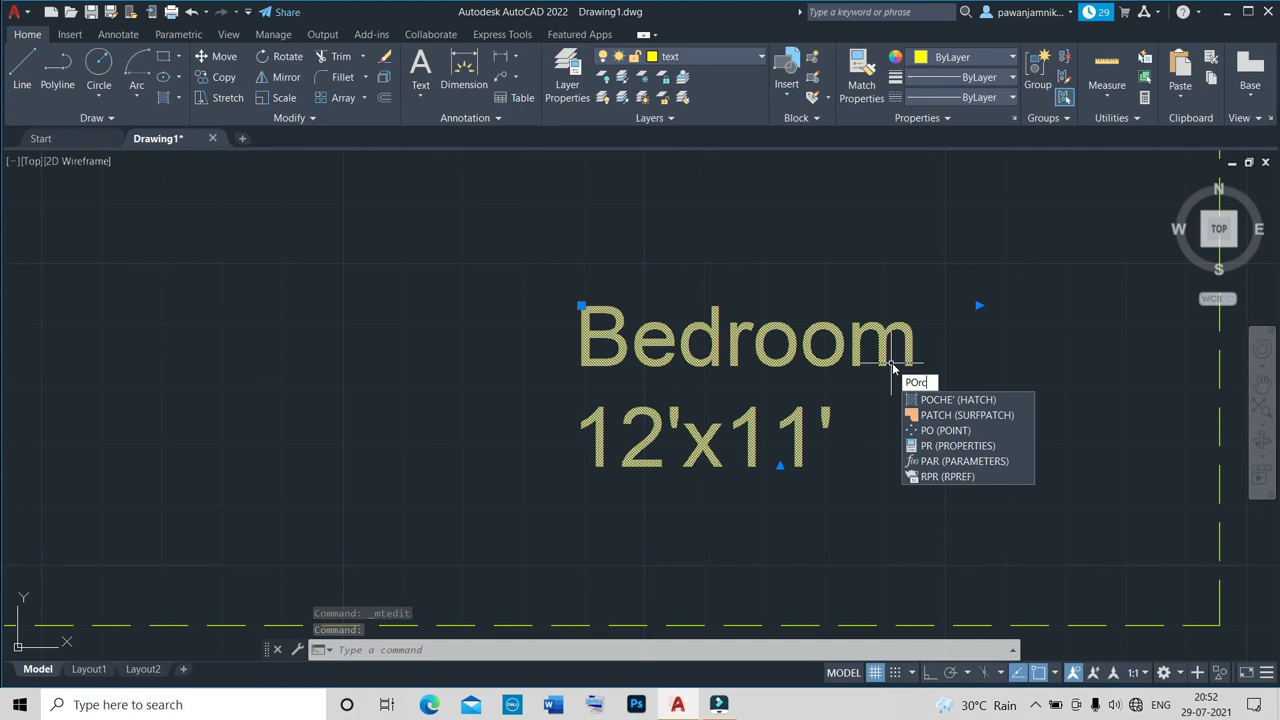 Share
Autodesk AutoCAD 2022 Drawing1.dwg
Type a keyword or phrase
pawanjamnik...
29
Home Insert Annotate Parametric View Manage Output Add-ins Collaborate Express Tools Featured Apps
Move Rotate Trim text ByLayer
Line Polyline Circle Arc Copy Mirror Fillet Text Dimension Layer Properties Insert Match Properties ByLayer Group Measure Paste Base
Stretch Scale Array Table ByLayer
Draw Modify Annotation Layers Block Properties Groups Utilities Clipboard View
Start Drawing1*
[−][Top][2D Wireframe]
N
W TOP E
S
WCS
Bedroom
12'x11'
POrc
POCHE' (HATCH)
PATCH (SURFPATCH)
PO (POINT)
PR (PROPERTIES)
PAR (PARAMETERS)
RPR (RPREF)
Y
X
Command: _mtedit
Command:
Type a command
Model Layout1 Layout2
MODEL 1:1
Type here to search
30°C Rain
ENG
20:52
29-07-2021